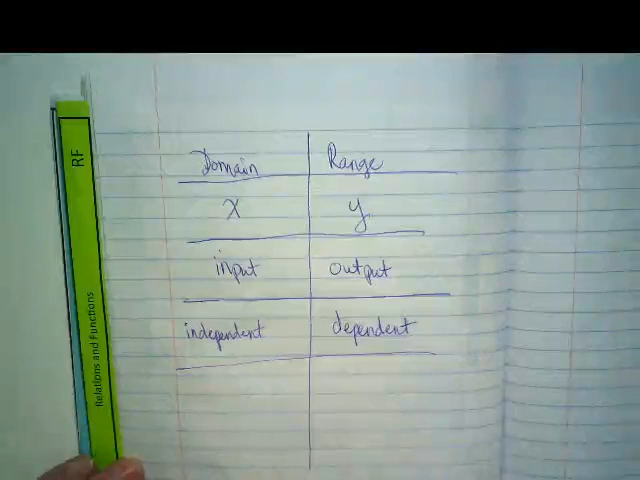 RF
Relations and Functions
Domain Range
x y
input output
independent dependent